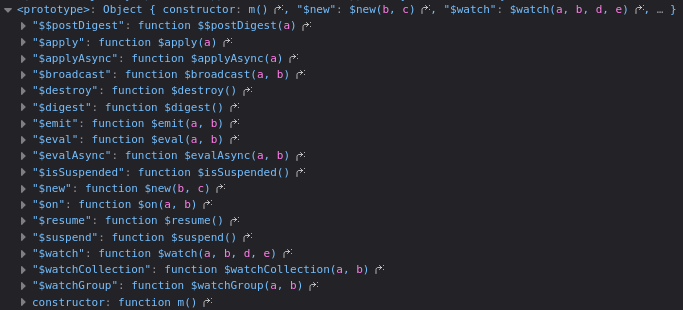 <prototype>: Object { constructor: m(), "$new": $new(b, c), "$watch": $watch(a, b, d, e), … }
"$$postDigest": function $$postDigest(a)
"$apply": function $apply(a)
"$applyAsync": function $applyAsync(a)
"$broadcast": function $broadcast(a, b)
"$destroy": function $destroy()
"$digest": function $digest()
"$emit": function $emit(a, b)
"$eval": function $eval(a, b)
"$evalAsync": function $evalAsync(a, b)
"$isSuspended": function $isSuspended()
"$new": function $new(b, c)
"$on": function $on(a, b)
"$resume": function $resume()
"$suspend": function $suspend()
"$watch": function $watch(a, b, d, e)
"$watchCollection": function $watchCollection(a, b)
"$watchGroup": function $watchGroup(a, b)
constructor: function m()